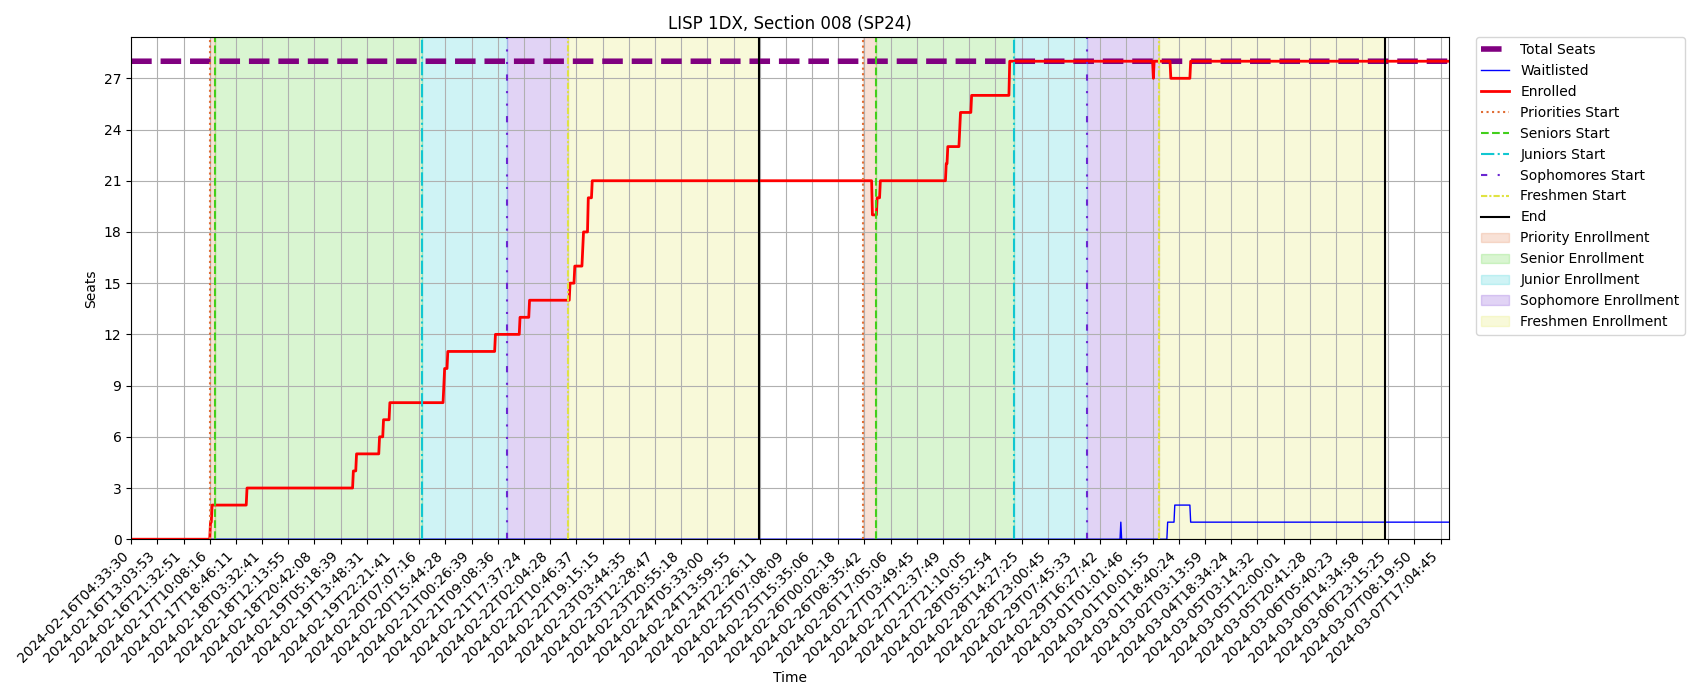 LISP 1DX, Section 008 (SP24)
Seats
27
24
21
18
15
12
9
6
3
0
2024-02-16T04:33:30
2024-02-16T13:03:53
2024-02-16T21:32:51
2024-02-17T10:08:16
2024-02-17T18:46:11
2024-02-18T03:32:41
2024-02-18T12:13:55
2024-02-18T20:42:08
2024-02-19T05:18:39
2024-02-19T13:48:31
2024-02-19T22:21:41
2024-02-20T07:07:16
2024-02-20T15:44:28
2024-02-21T00:26:39
2024-02-21T09:08:36
2024-02-21T17:37:24
2024-02-22T02:04:28
2024-02-22T10:46:37
2024-02-22T19:15:15
2024-02-23T03:44:35
2024-02-23T12:28:47
2024-02-23T20:55:18
2024-02-24T05:33:00
2024-02-24T13:59:55
2024-02-24T22:26:11
2024-02-25T07:08:09
2024-02-25T15:35:06
2024-02-26T00:02:18
2024-02-26T08:35:42
2024-02-26T17:05:06
2024-02-27T03:49:45
2024-02-27T12:37:49
2024-02-27T21:10:05
2024-02-28T05:52:54
2024-02-28T14:27:25
2024-02-28T23:00:45
2024-02-29T07:45:33
2024-02-29T16:27:42
2024-03-01T01:01:46
2024-03-01T10:01:55
2024-03-01T18:40:24
2024-03-02T03:13:59
2024-03-04T18:34:24
2024-03-05T03:14:32
2024-03-05T12:00:01
2024-03-05T20:41:28
2024-03-06T05:40:23
2024-03-06T14:34:58
2024-03-06T23:15:25
2024-03-07T08:19:50
2024-03-07T17:04:45
Time
Total Seats
Waitlisted
Enrolled
Priorities Start
Seniors Start
Juniors Start
Sophomores Start
Freshmen Start
End
Priority Enrollment
Senior Enrollment
Junior Enrollment
Sophomore Enrollment
Freshmen Enrollment